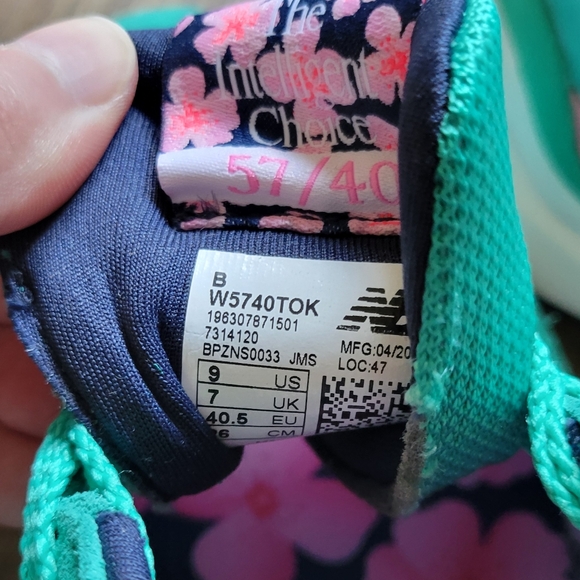 The
Intelligent
Choice
57/40
B
W5740TOK
196307871501
7314120
BPZNS0033 JMS
MFG:04/20
LOC:47
9 US
7 UK
40.5 EU
CM